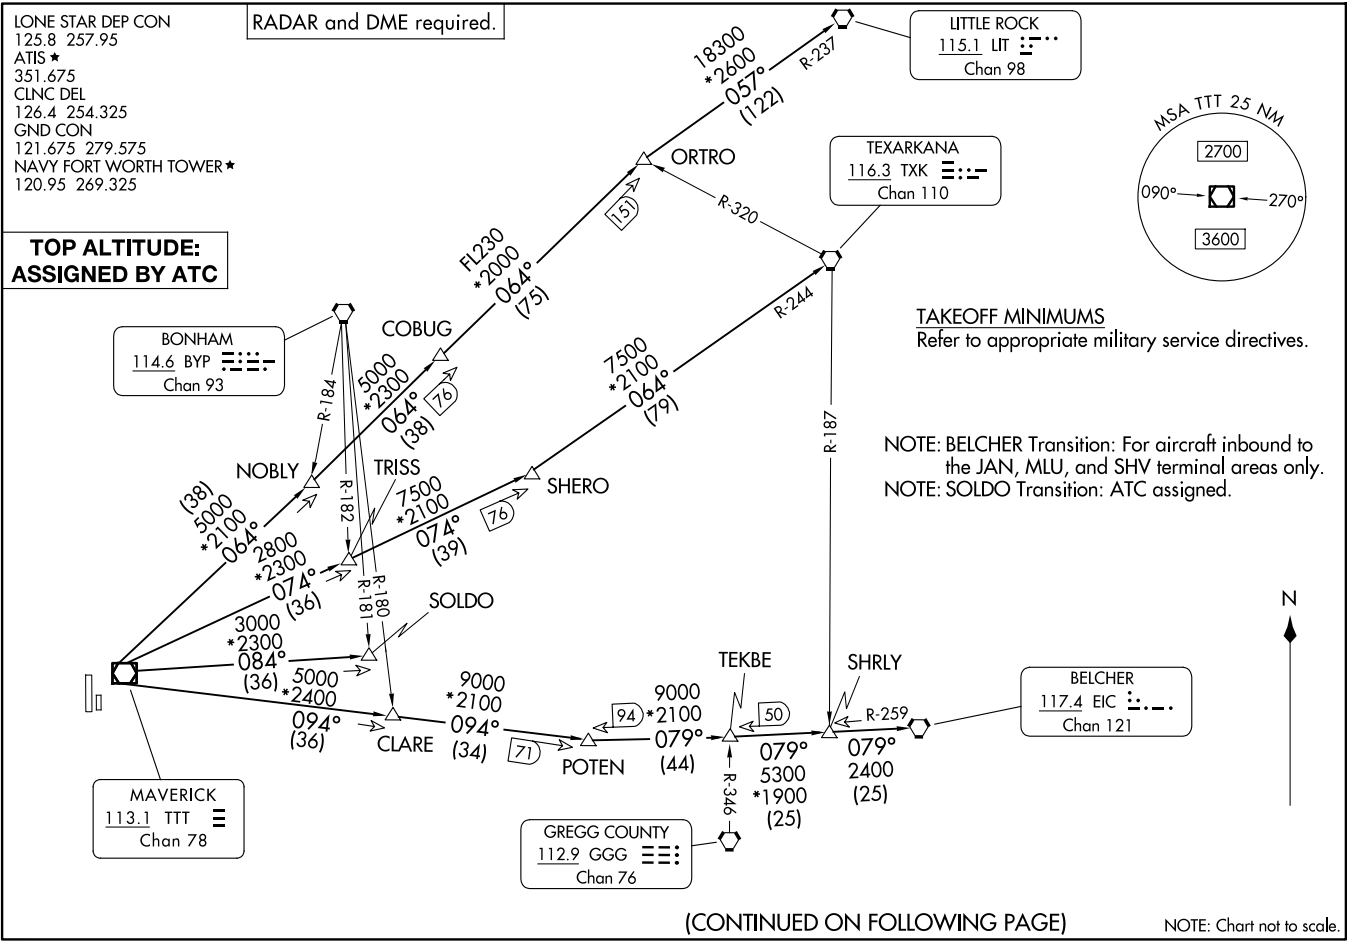 LONE STAR DEP CON
125.8 257.95
ATIS ★
351.675
CLNC DEL
126.4 254.325
GND CON
121.675 279.575
NAVY FORT WORTH TOWER ★
120.95 269.325
RADAR and DME required.
TOP ALTITUDE:
ASSIGNED BY ATC
LITTLE ROCK
115.1 LIT
Chan 98
R-237
18300
*2600
057°
(122)
ORTRO
151
R-320
TEXARKANA
116.3 TXK
Chan 110
MSA TTT 25 NM
2700
090°
270°
3600
FL230
*2000
064°
(75)
R-244
TAKEOFF MINIMUMS
Refer to appropriate military service directives.
BONHAM
114.6 BYP
Chan 93
COBUG
5000
*2300
064°
(38)
76
R-184
7500
*2100
064°
(79)
R-187
NOTE: BELCHER Transition: For aircraft inbound to
the JAN, MLU, and SHV terminal areas only.
NOTE: SOLDO Transition: ATC assigned.
NOBLY
TRISS
R-182
7500
*2100
074°
(39)
76
SHERO
(38)
5000
*2100
064°
2800
*2300
074°
(36)
R-181
R-180
SOLDO
3000
*2300
084°
(36)
5000
*2400
094°
(36)
CLARE
9000
*2100
094°
(34)
71
POTEN
94
9000
*2100
079°
(44)
TEKBE
50
079°
5300
*1900
(25)
SHRLY
R-259
079°
2400
(25)
BELCHER
117.4 EIC
Chan 121
N
MAVERICK
113.1 TTT
Chan 78
R-346
GREGG COUNTY
112.9 GGG
Chan 76
(CONTINUED ON FOLLOWING PAGE)
NOTE: Chart not to scale.